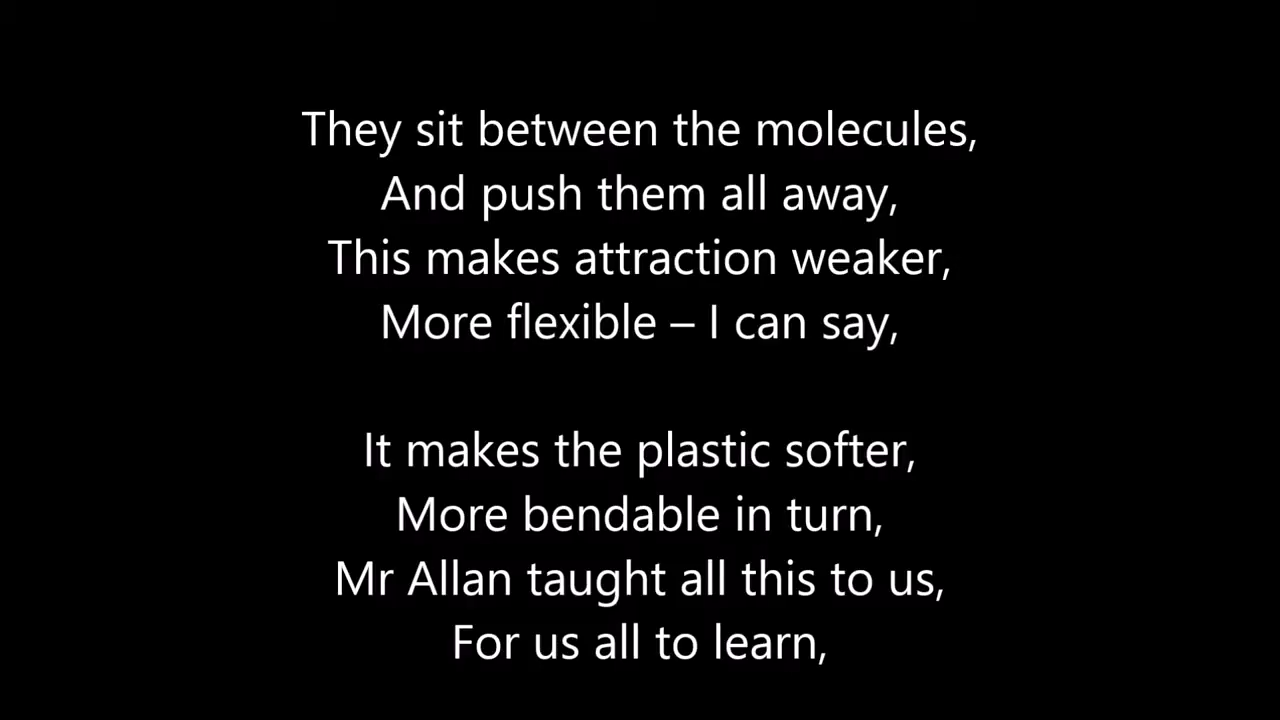 They sit between the molecules,
And push them all away,
This makes attraction weaker,
More flexible – I can say,
It makes the plastic softer,
More bendable in turn,
Mr Allan taught all this to us,
For us all to learn,